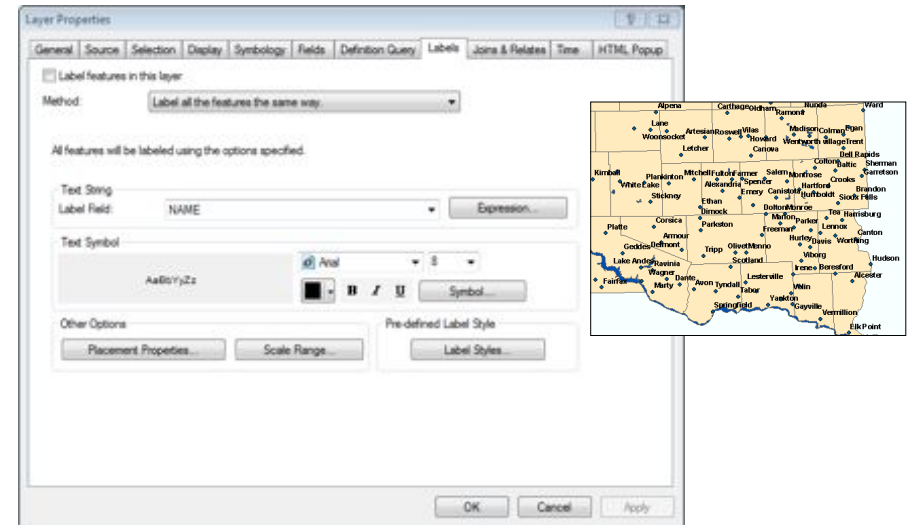 Layer Properties
General Source Selection Display Symbology Fields Definition Query Labels Joins & Relates Time HTML Popup
Label features in this layer
Method: Label all the features the same way.
All features will be labeled using the options specified.
Text String
Label Field: NAME Expression...
Text Symbol
AaBbYyZz Arial 8
B I U Symbol...
Other Options Pre-defined Label Style
Placement Properties... Scale Range... Label Styles...
OK Cancel Apply
Alpena Carthage Oldham Ramona Nunda Ward
Lane
Woonsocket Artesian Roswell Vilas Howard Madison Colman Egan
Letcher Canova Wentworth Village Trent
Dell Rapids
Colton Baltic Sherman
Kimball Plankinton Mitchell Fulton Farmer Salem Montrose Crooks Garretson
White Lake Alexandria Spencer Hartford Brandon
Stickney Emery Canistota Humboldt Sioux Falls
Ethan
Dimock Dolton Monroe Tea Harrisburg
Platte Corsica Parkston Marion Parker Lennox Canton
Armour Freeman Hurley Davis Worthing
Geddes Delmont Tripp Olivet Menno Viborg Hudson
Lake Andes Ravinia Scotland Irene Beresford Alcester
Wagner Dante Lesterville
Fairfax Marty Avon Tyndall Tabor Volin
Springfield Yankton Gayville
Vermillion
Elk Point